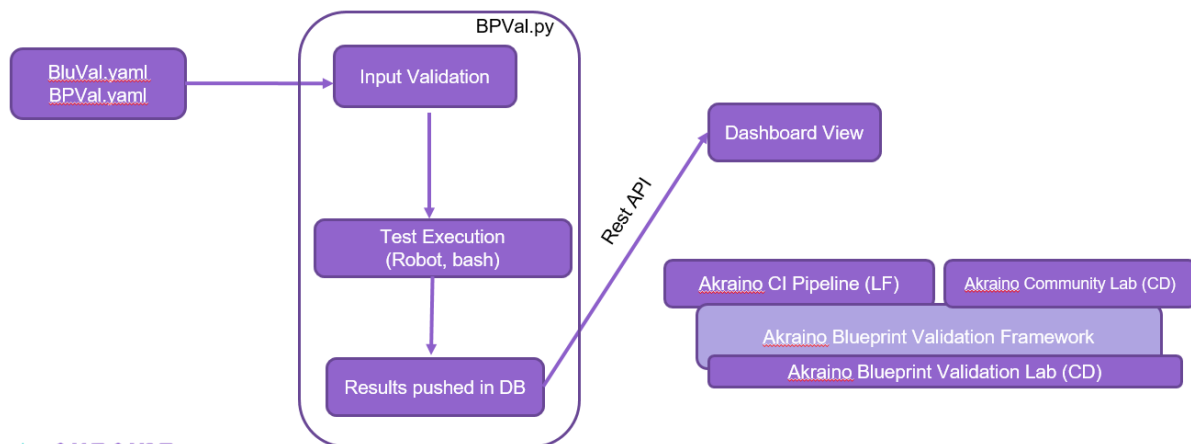 BPVal.py
BluVal.yaml
BPVal.yaml
Input Validation
Test Execution
(Robot, bash)
Results pushed in DB
Rest API
Dashboard View
Akraino CI Pipeline (LF)
Akraino Community Lab (CD)
Akraino Blueprint Validation Framework
Akraino Blueprint Validation Lab (CD)